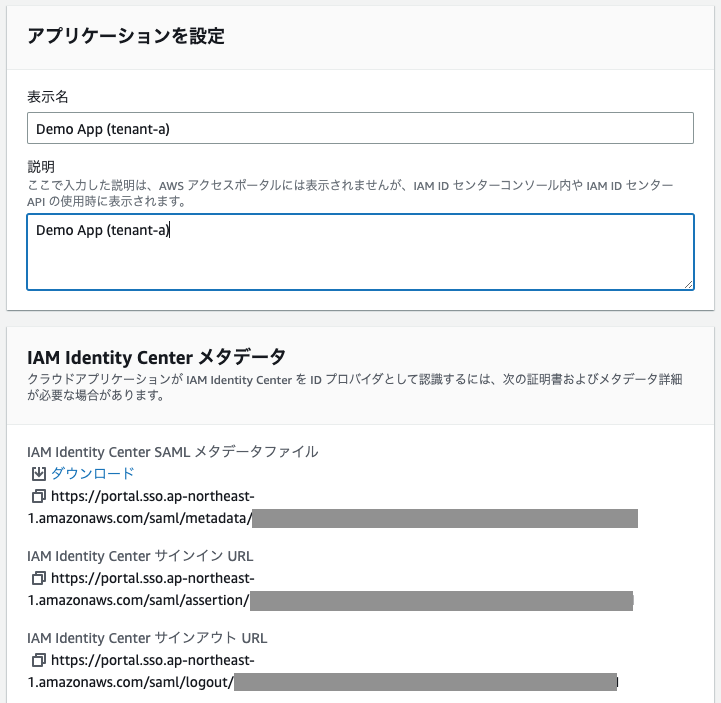 アプリケーションを設定
表示名
Demo App (tenant-a)
説明
ここで入力した説明は、AWS アクセスポータルには表示されませんが、IAM ID センターコンソール内や IAM ID センター
API の使用時に表示されます。
Demo App (tenant-a)
IAM Identity Center メタデータ
クラウドアプリケーションが IAM Identity Center を ID プロバイダとして認識するには、次の証明書およびメタデータ詳細
が必要な場合があります。
IAM Identity Center SAML メタデータファイル
ダウンロード
https://portal.sso.ap-northeast-
1.amazonaws.com/saml/metadata/
IAM Identity Center サインイン URL
https://portal.sso.ap-northeast-
1.amazonaws.com/saml/assertion/
IAM Identity Center サインアウト URL
https://portal.sso.ap-northeast-
1.amazonaws.com/saml/logout/